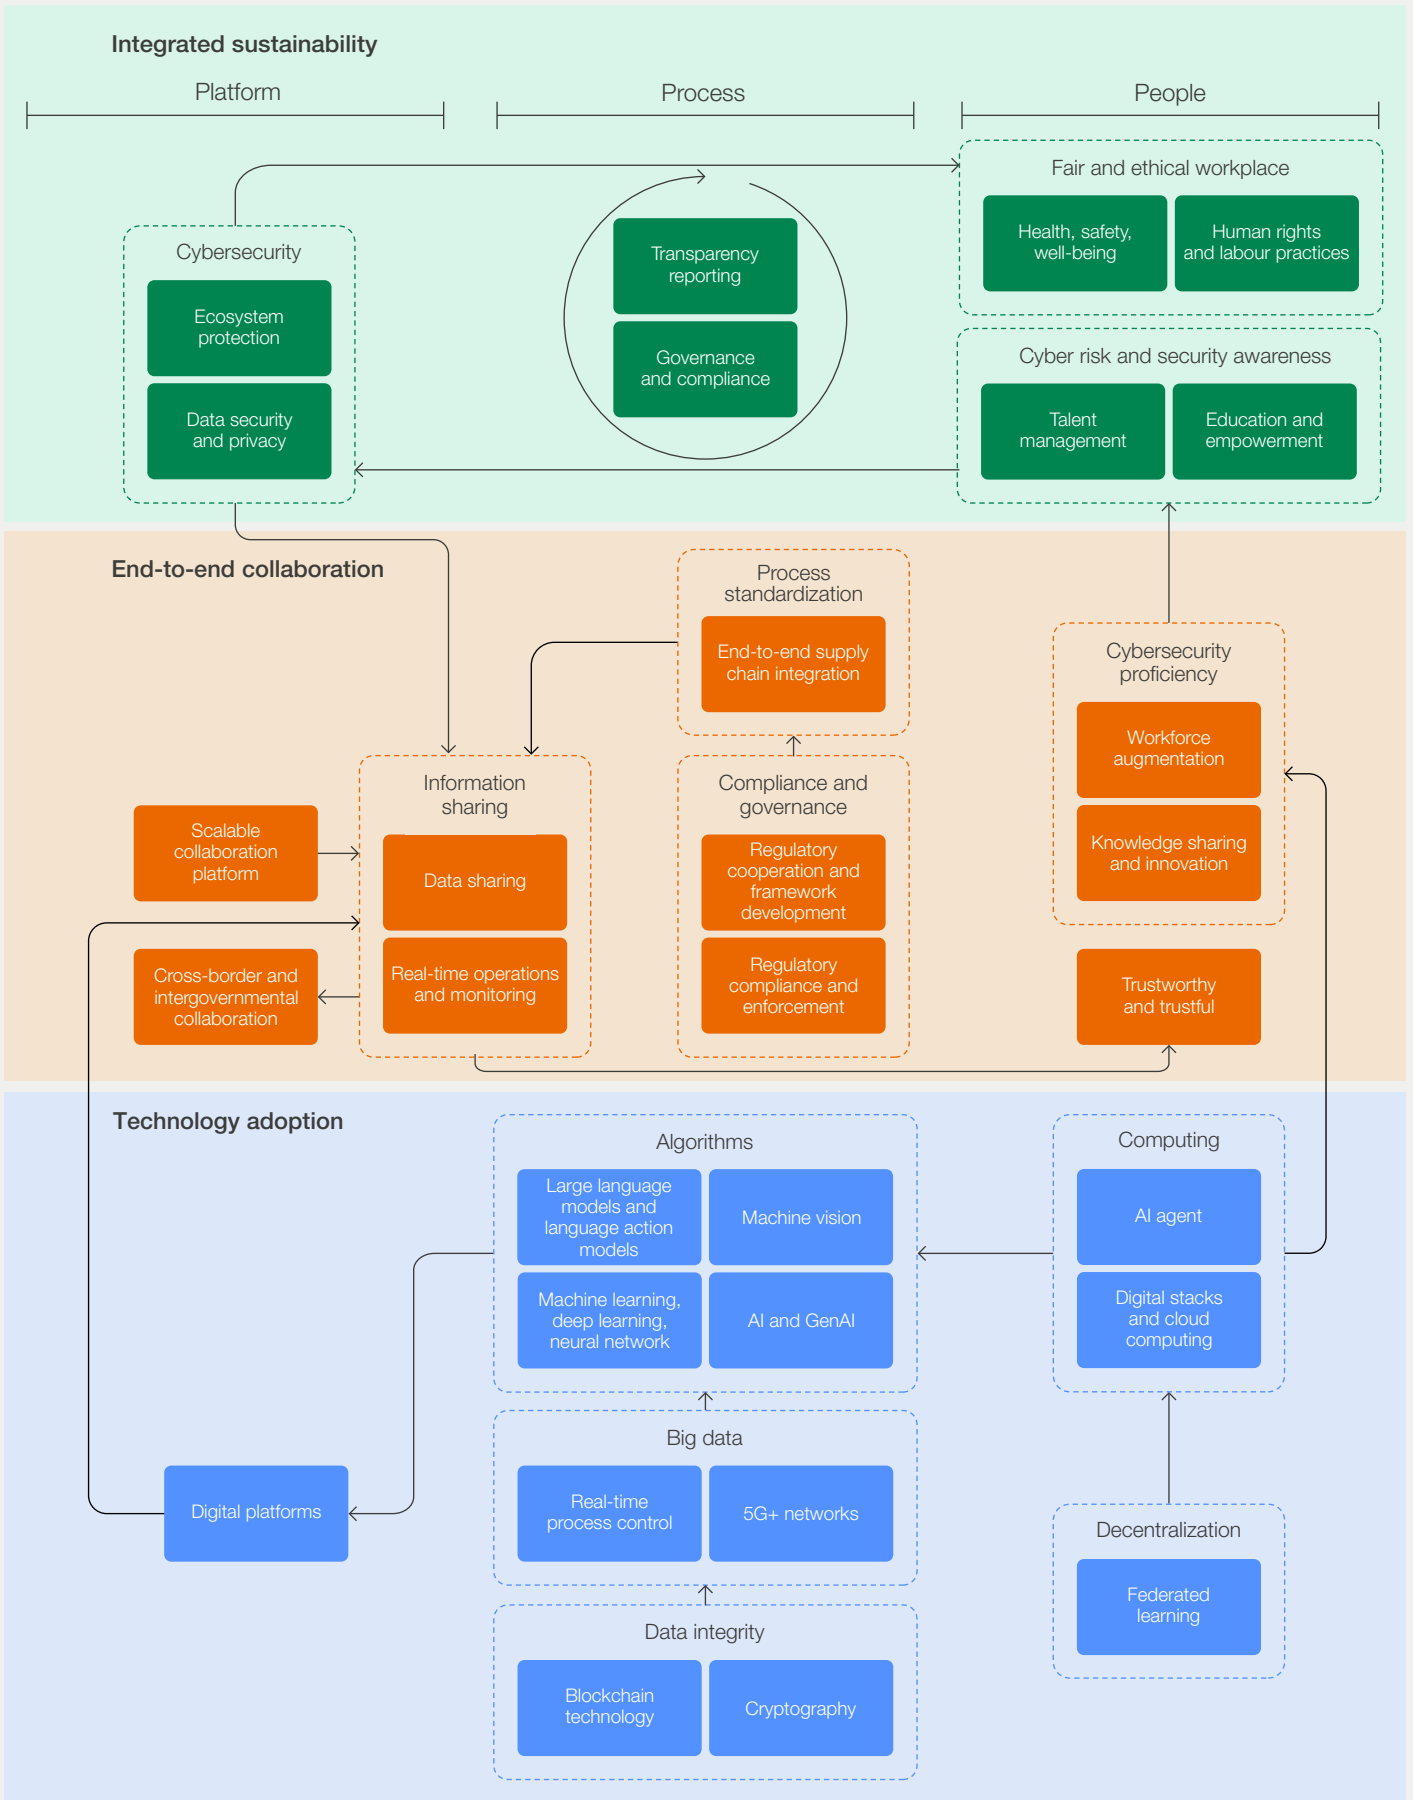 Integrated sustainability
Platform
Process
People
Cybersecurity
Ecosystem
protection
Data security
and privacy
Transparency
reporting
Governance
and compliance
Fair and ethical workplace
Health, safety,
well-being
Human rights
and labour practices
Cyber risk and security awareness
Talent
management
Education and
empowerment
End-to-end collaboration
Scalable
collaboration
platform
Cross-border and
intergovernmental
collaboration
Information
sharing
Data sharing
Real-time operations
and monitoring
Process
standardization
End-to-end supply
chain integration
Compliance and
governance
Regulatory
cooperation and
framework
development
Regulatory
compliance and
enforcement
Cybersecurity
proficiency
Workforce
augmentation
Knowledge sharing
and innovation
Trustworthy
and trustful
Technology adoption
Digital platforms
Algorithms
Large language
models and
language action
models
Machine vision
Machine learning,
deep learning,
neural network
AI and GenAI
Big data
Real-time
process control
5G+ networks
Data integrity
Blockchain
technology
Cryptography
Computing
AI agent
Digital stacks
and cloud
computing
Decentralization
Federated
learning